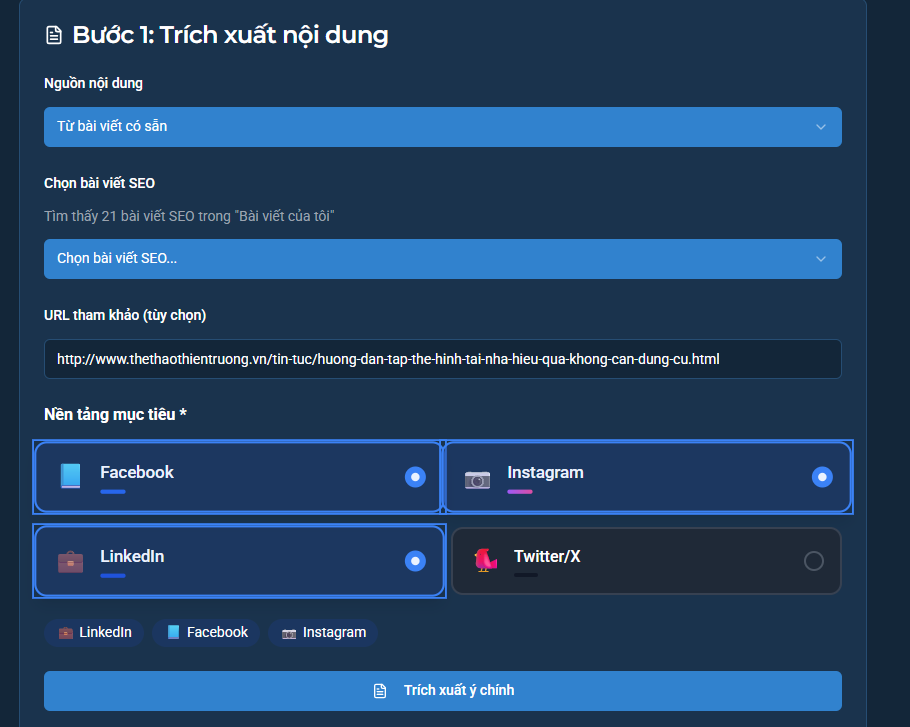 Bước 1: Trích xuất nội dung
Nguồn nội dung
Từ bài viết có sẵn
Chọn bài viết SEO
Tìm thấy 21 bài viết SEO trong "Bài viết của tôi"
Chọn bài viết SEO...
URL tham khảo (tùy chọn)
http://www.thethaothientruong.vn/tin-tuc/huong-dan-tap-the-hinh-tai-nha-hieu-qua-khong-can-dung-cu.html
Nền tảng mục tiêu *
Facebook
Instagram
LinkedIn
Twitter/X
LinkedIn Facebook Instagram
Trích xuất ý chính